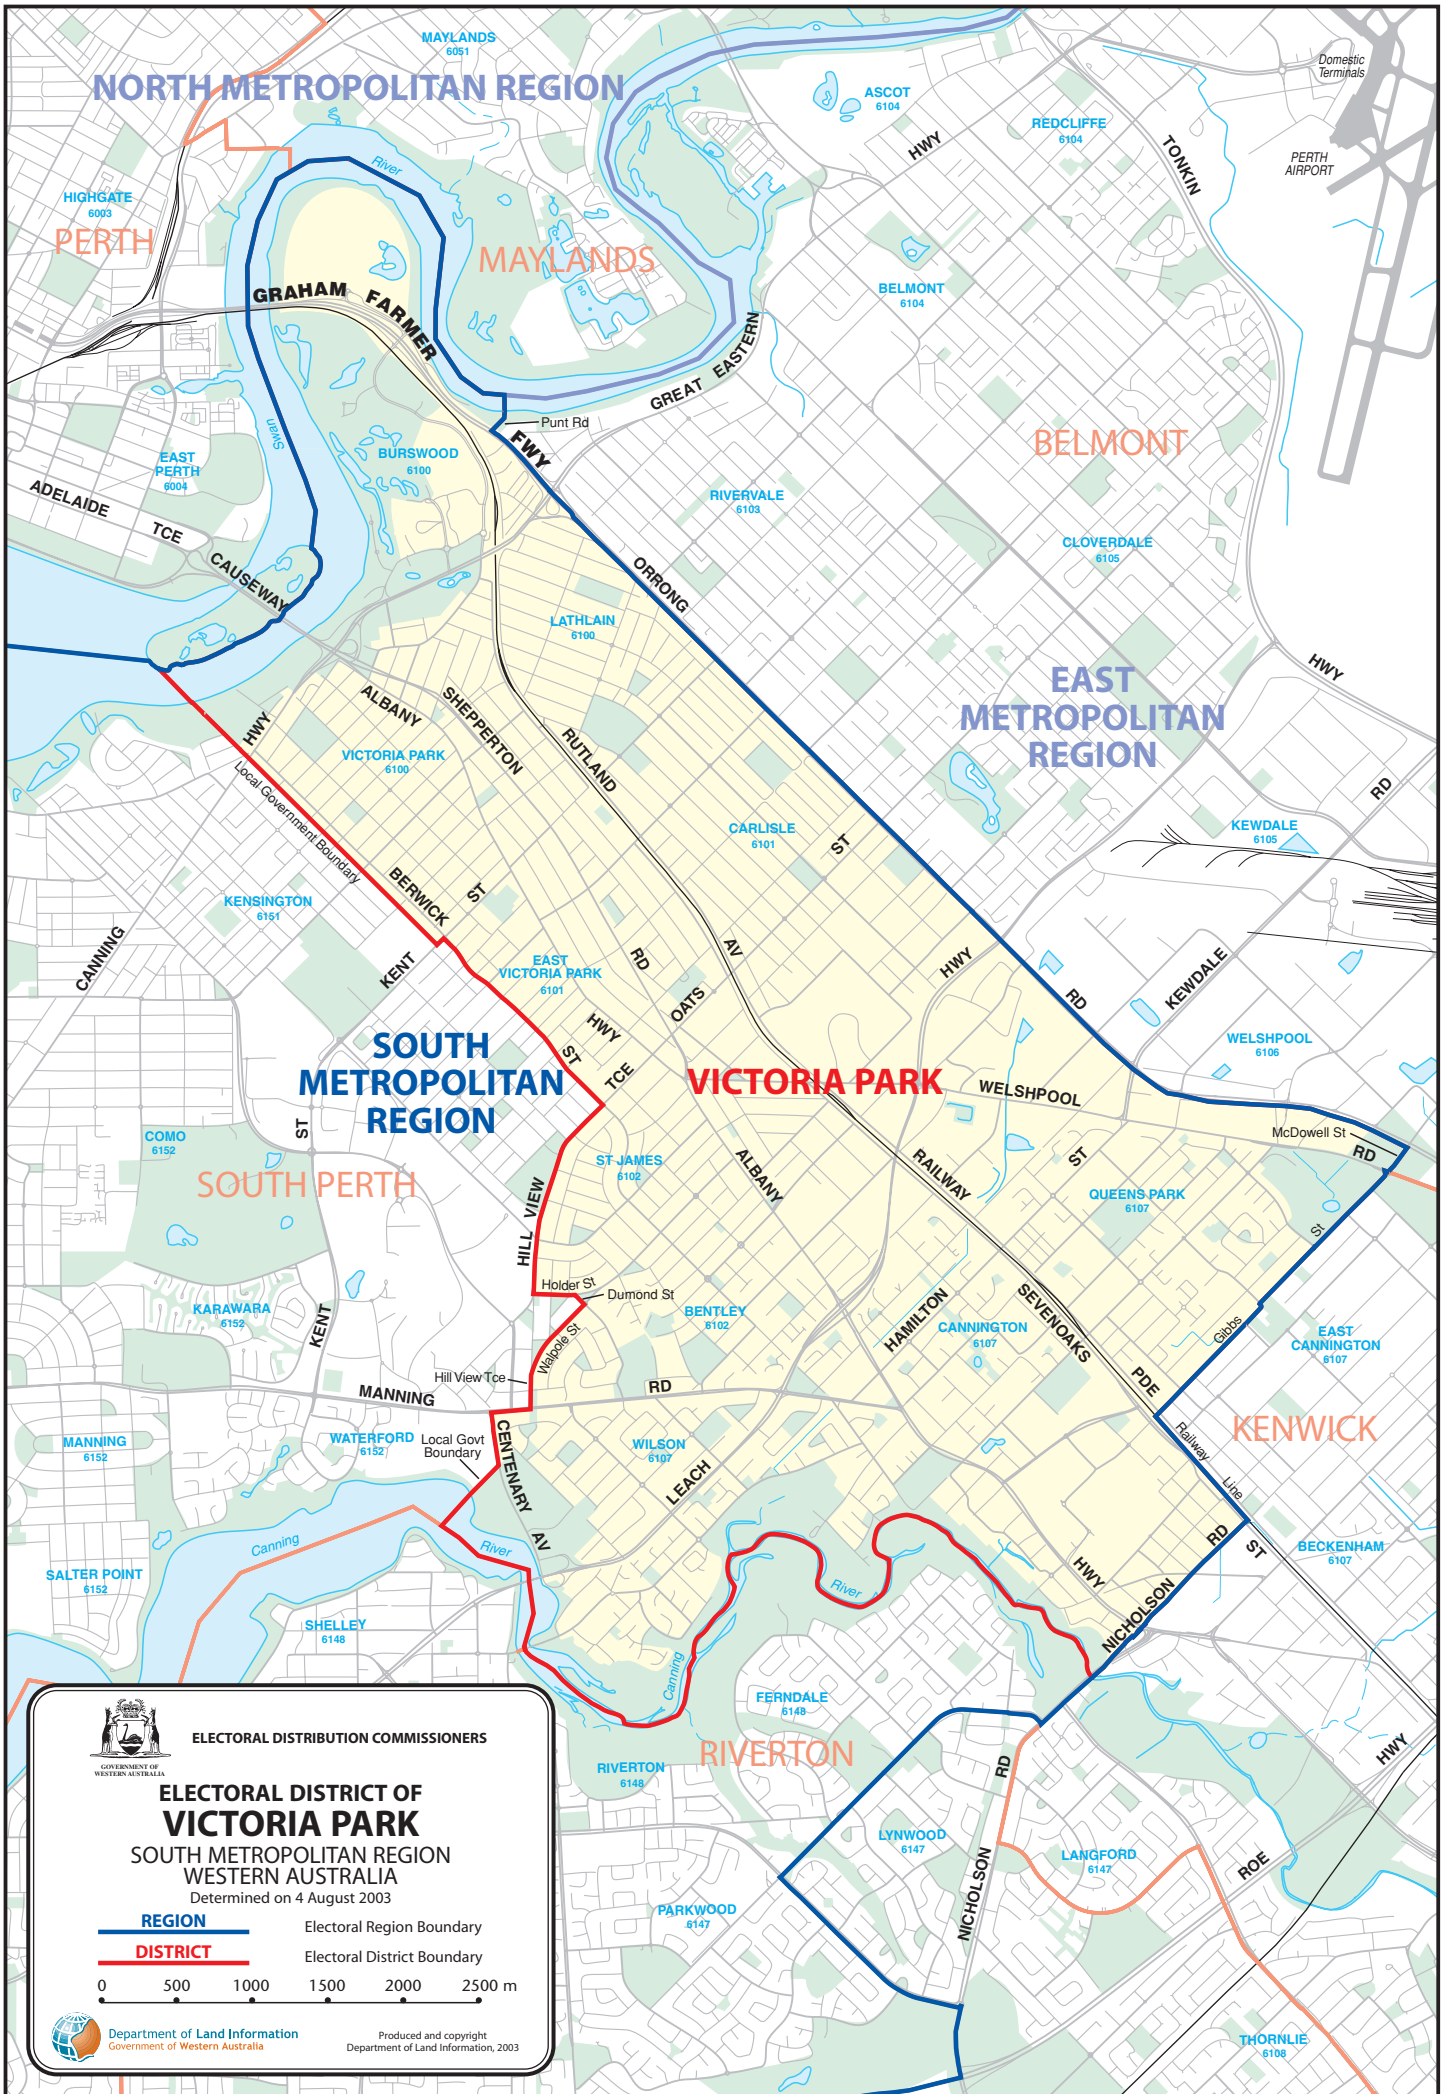 MAYLANDS
6051
NORTH METROPOLITAN REGION
ASCOT
6104
HWY
REDCLIFFE
6104
TONKIN
Domestic
Terminals
PERTH
AIRPORT
River
HIGHGATE
6003
PERTH
MAYLANDS
BELMONT
6104
GRAHAM
FARMER
FWY
GREAT EASTERN
Punt Rd
Swan
BURSWOOD
6100
EAST
PERTH
6004
ADELAIDE
TCE
CAUSEWAY
BELMONT
RIVERVALE
6103
CLOVERDALE
6105
ORRONG
LATHLAIN
6100
HWY
EAST
METROPOLITAN
REGION
ALBANY
SHEPPERTON
RUTLAND
HWY
VICTORIA PARK
6100
Local Government Boundary
CARLISLE
6101
ST
RD
KEWDALE
6105
BERWICK
ST
KENSINGTON
6151
CANNING
KENT
EAST
VICTORIA PARK
6101
RD
AV
OATS
HWY
HWY
RD
KEWDALE
WELSHPOOL
6106
SOUTH
METROPOLITAN
REGION
ST
TCE
VICTORIA PARK
WELSHPOOL
McDowell St
RD
ST
COMO
6152
SOUTH PERTH
ST JAMES
6102
ALBANY
RAILWAY
ST
QUEENS PARK
6107
St
HILL VIEW
Holder St
Dumond St
KARAWARA
6152
KENT
BENTLEY
6102
HAMILTON
CANNINGTON
6107
SEVENOAKS
Gibbs
EAST
CANNINGTON
6107
Walpole St
Hill View Tce
MANNING
RD
PDE
KENWICK
MANNING
6152
WATERFORD
6152
Local Govt
Boundary
CENTENARY
AV
WILSON
6107
LEACH
Railway
Line
Canning
River
SALTER POINT
6152
SHELLEY
6148
River
HWY
RD
ST
NICHOLSON
BECKENHAM
6107
Canning
FERNDALE
6148
RIVERTON
RIVERTON
6148
RD
HWY
LYNWOOD
6147
LANGFORD
6147
ROE
NICHOLSON
PARKWOOD
6147
THORNLIE
6108
GOVERNMENT OF
WESTERN AUSTRALIA
ELECTORAL DISTRIBUTION COMMISSIONERS
ELECTORAL DISTRICT OF
VICTORIA PARK
SOUTH METROPOLITAN REGION
WESTERN AUSTRALIA
Determined on 4 August 2003
REGION
Electoral Region Boundary
DISTRICT
Electoral District Boundary
0 500 1000 1500 2000 2500 m
Department of Land Information
Government of Western Australia
Produced and copyright
Department of Land Information, 2003